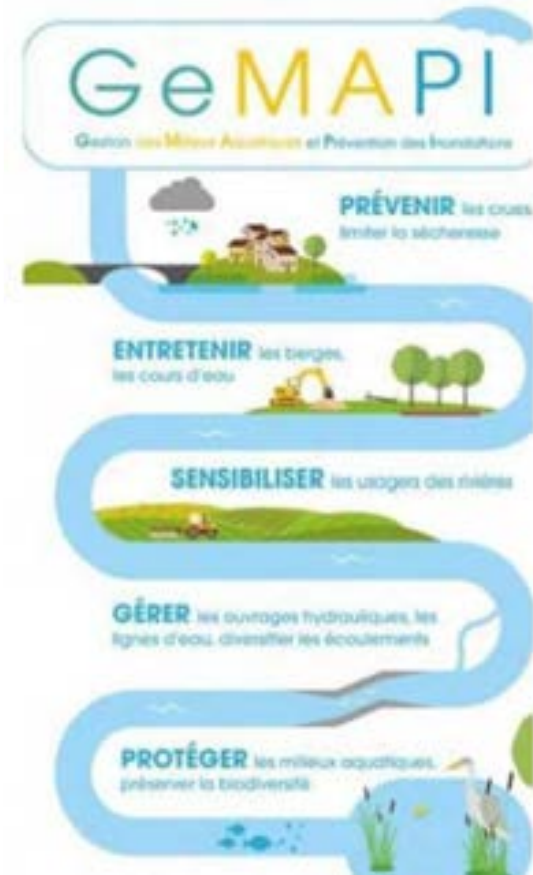 GeMAPI
Gestion des Milieux Aquatiques et Prévention des Inondations
PRÉVENIR les crues,
limiter la sécheresse
ENTRETENIR les berges,
les cours d'eau
SENSIBILISER les usagers des rivières
GÉRER les ouvrages hydrauliques, les
lignes d'eau, diversifier les écoulements
PROTÉGER les milieux aquatiques,
préserver la biodiversité